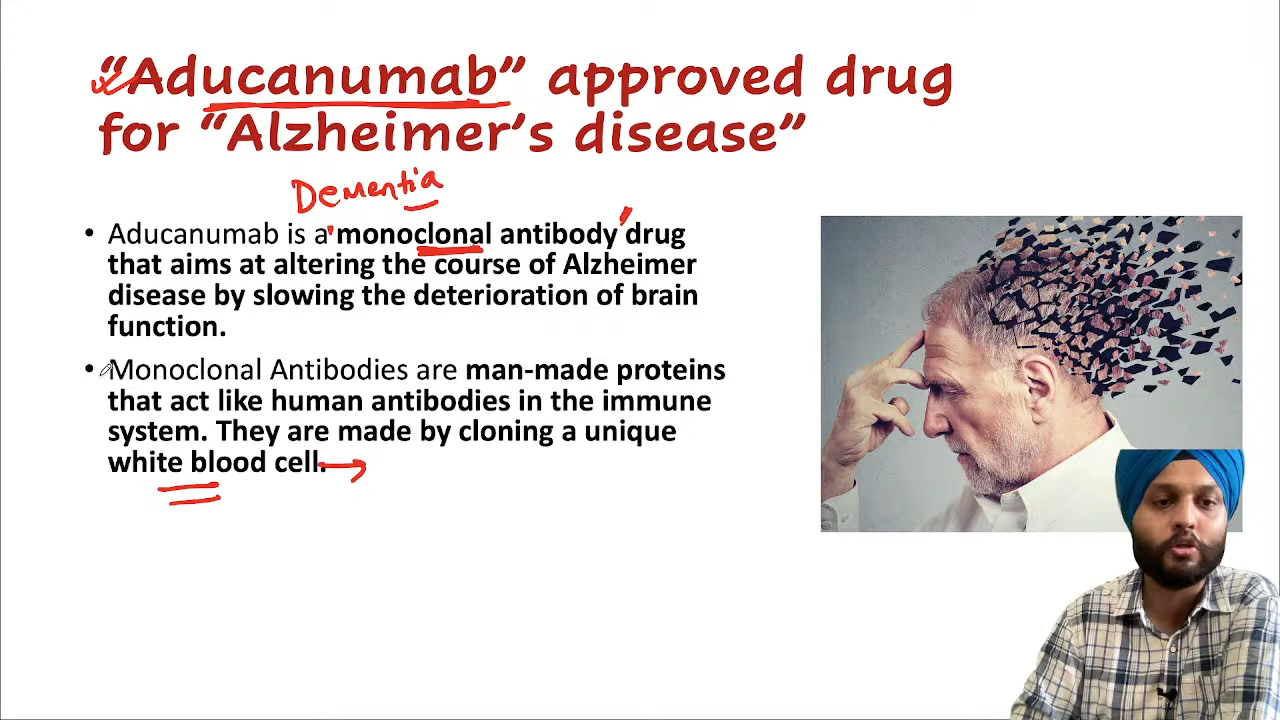 “Aducanumab” approved drug
for “Alzheimer’s disease”
Dementia
• Aducanumab is a monoclonal antibody drug
that aims at altering the course of Alzheimer
disease by slowing the deterioration of brain
function.
• Monoclonal Antibodies are man-made proteins
that act like human antibodies in the immune
system. They are made by cloning a unique
white blood cell.